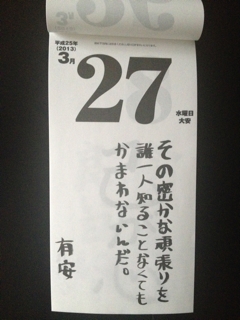 平成25年
(2013)
3月
27
水曜日
大安
その密かな頑張りを
誰一人知ることなくても
かまわないんだ。
有安